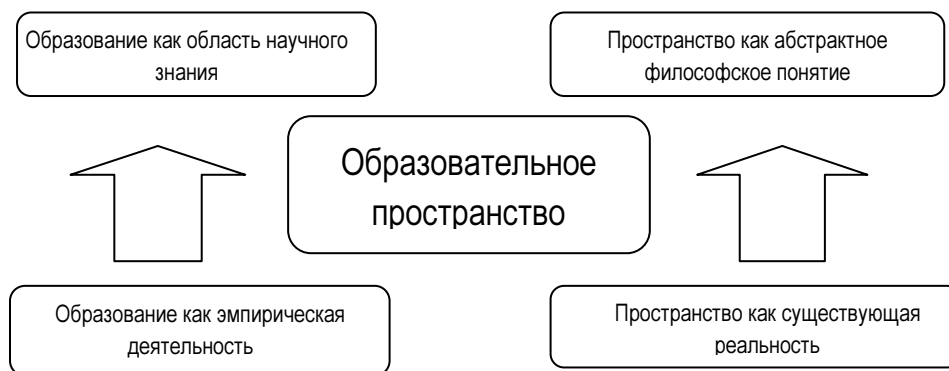 Образование как область научного
знания
Пространство как абстрактное
философское понятие
Образовательное
пространство
Образование как эмпирическая
деятельность
Пространство как существующая
реальность